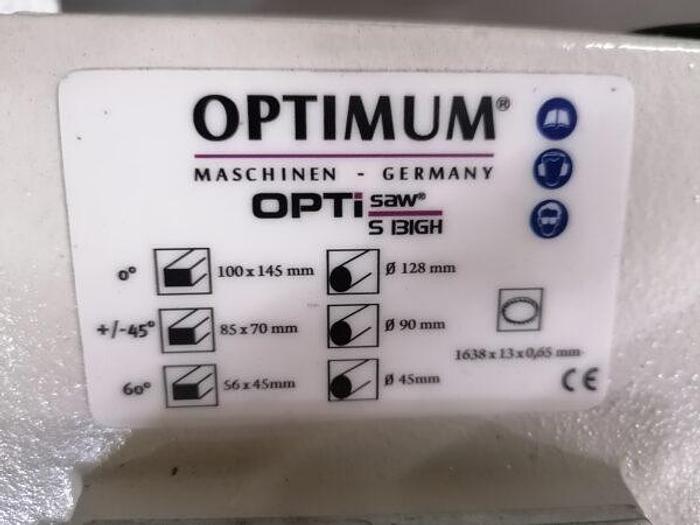 OPTIMUM®
MASCHINEN - GERMANY
OPTi saw®
S 131GH
0° 100 x 145 mm Ø 128 mm
+/-45° 85 x 70 mm Ø 90 mm
60° 56 x 45mm Ø 45mm
1638 x 13 x 0,65 mm
CE